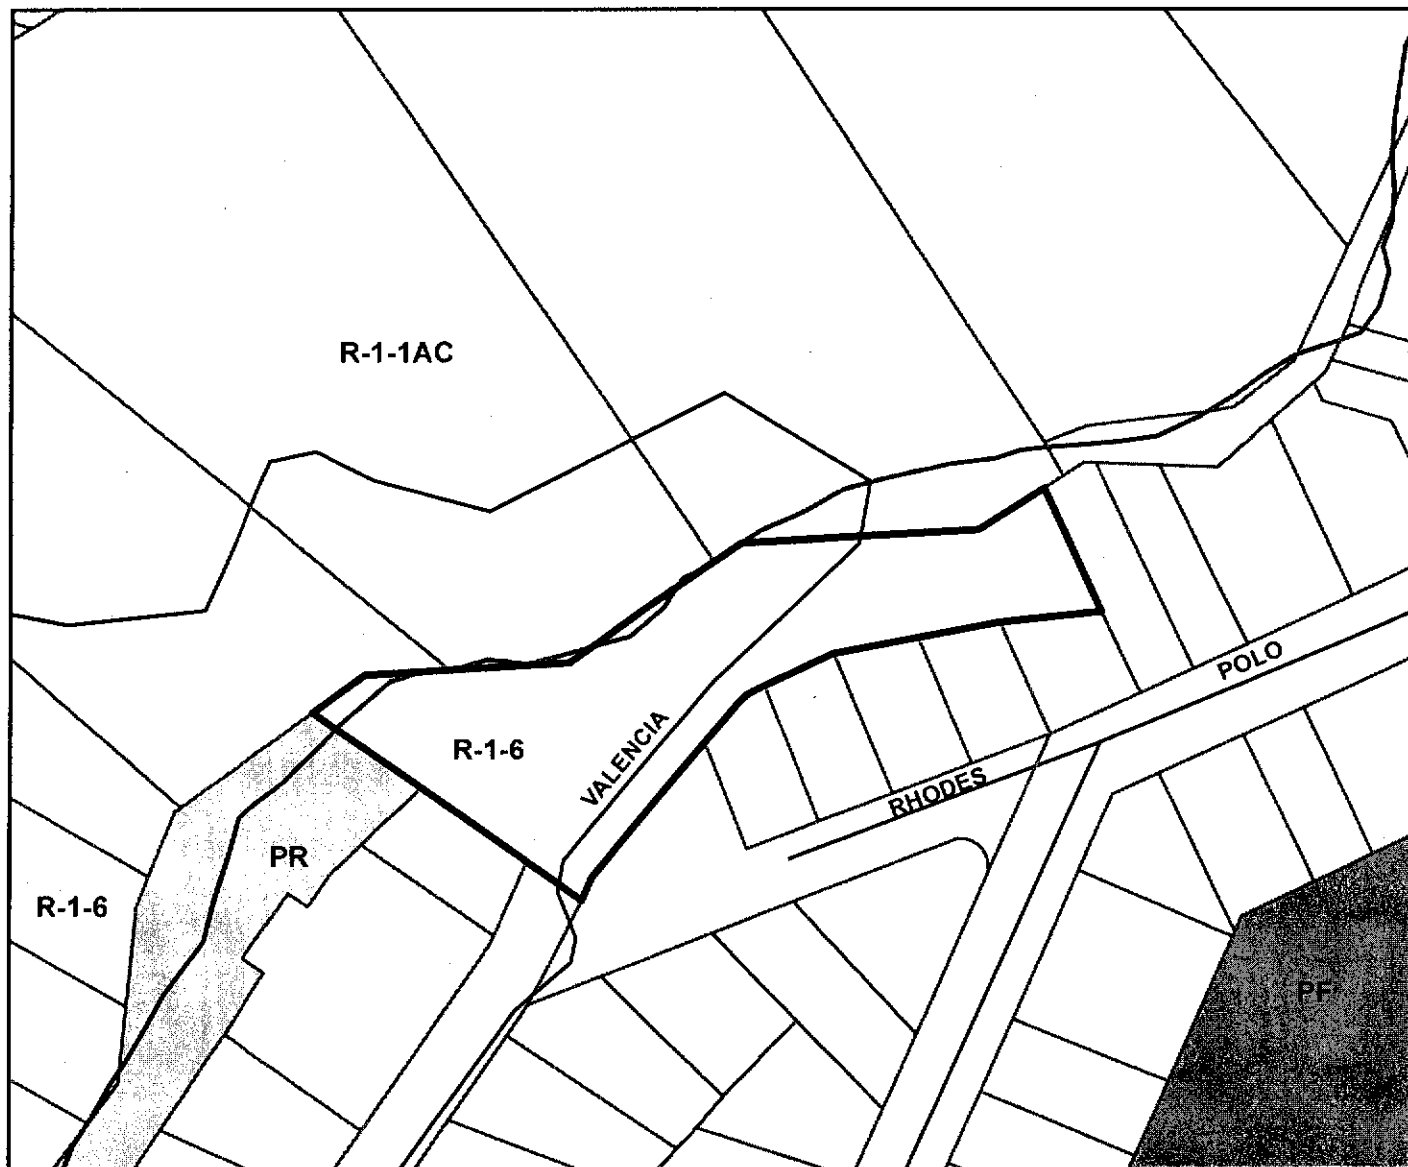 R-1-1AC
POLO
R-1-6
VALENCIA
RHODES
PR
R-1-6
PF